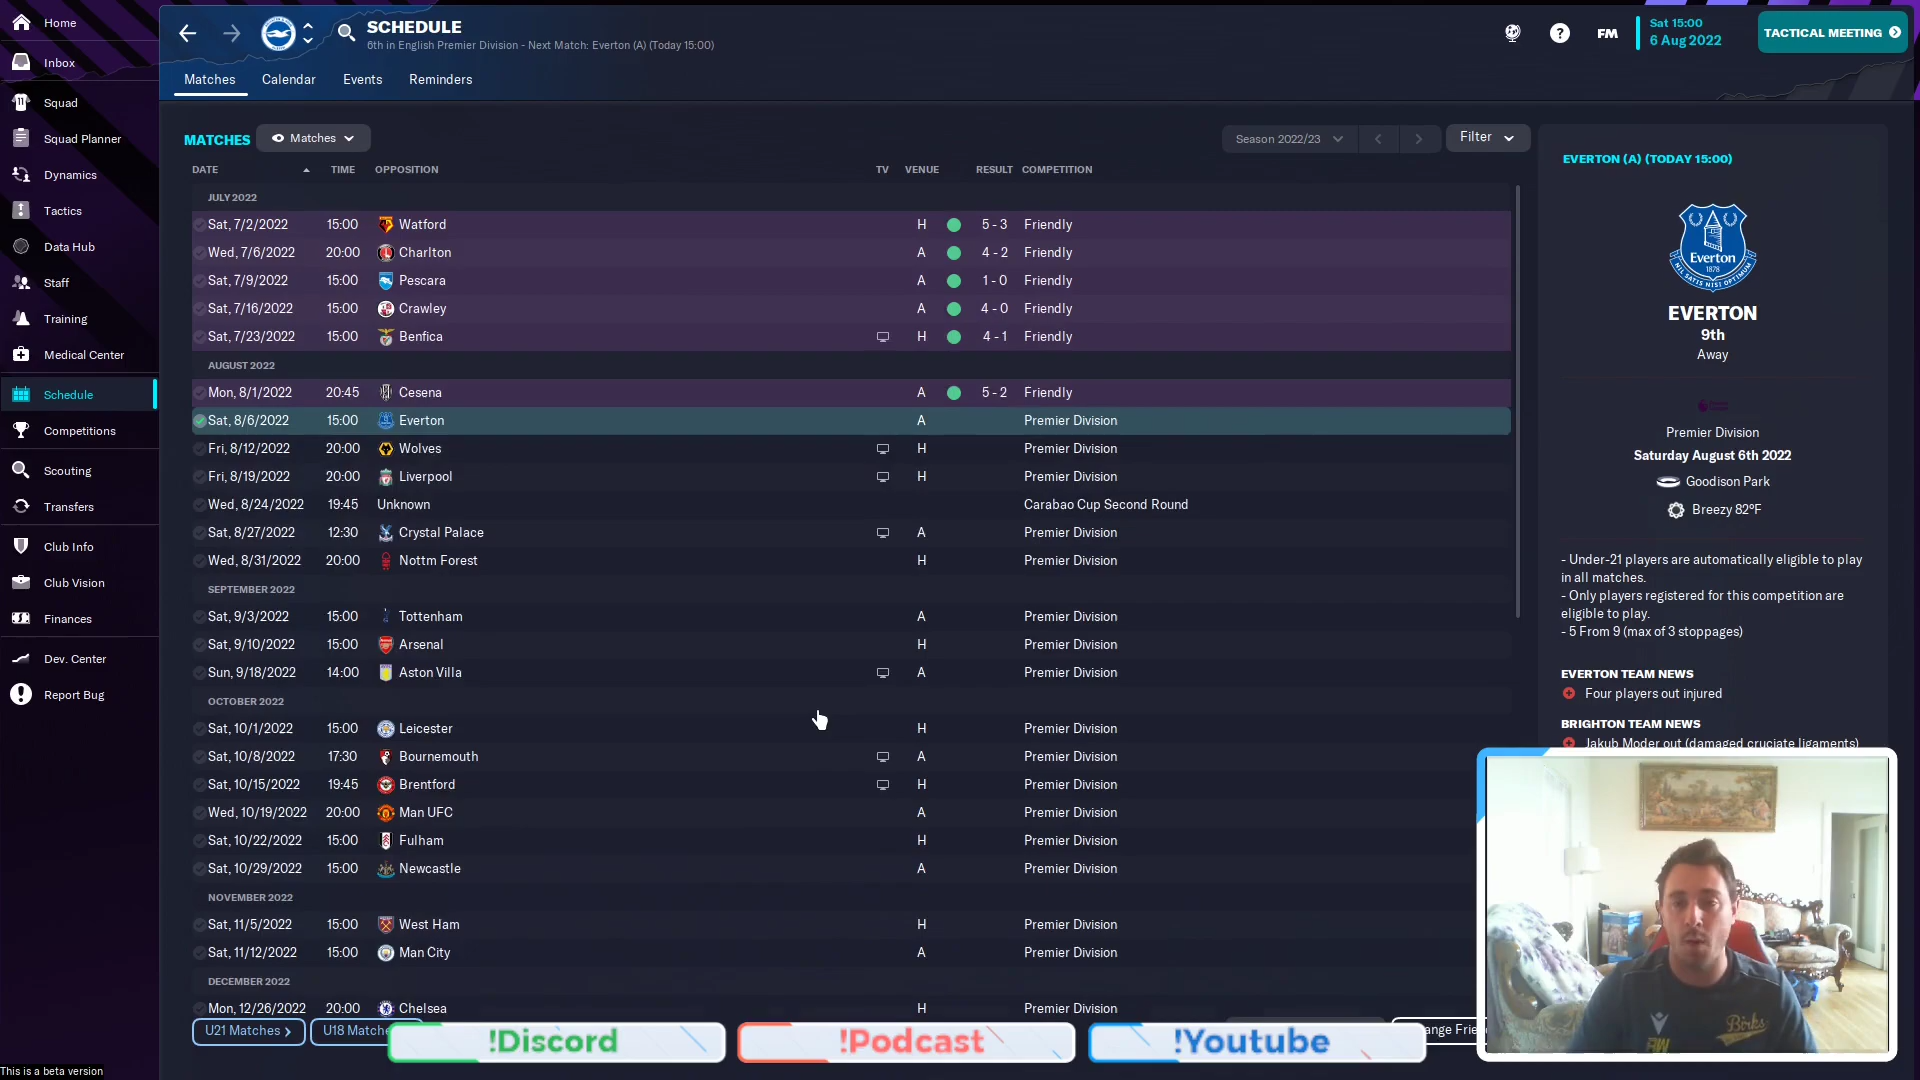 Home
Inbox
Squad
Squad Planner
Dynamics
Tactics
Data Hub
Staff
Training
Medical Center
Schedule
Competitions
Scouting
Transfers
Club Info
Club Vision
Finances
Dev. Center
Report Bug
This is a beta version
SCHEDULE
6th in English Premier Division - Next Match: Everton (A) (Today 15:00)
FM
Sat 15:00
6 Aug 2022
TACTICAL MEETING
Matches Calendar Events Reminders
MATCHES Matches Season 2022/23 Filter
DATE TIME OPPOSITION TV VENUE RESULT COMPETITION
JULY 2022
Sat, 7/2/2022 15:00 Watford H 5 - 3 Friendly
Wed, 7/6/2022 20:00 Charlton A 4 - 2 Friendly
Sat, 7/9/2022 15:00 Pescara A 1 - 0 Friendly
Sat, 7/16/2022 15:00 Crawley A 4 - 0 Friendly
Sat, 7/23/2022 15:00 Benfica H 4 - 1 Friendly
AUGUST 2022
Mon, 8/1/2022 20:45 Cesena A 5 - 2 Friendly
Sat, 8/6/2022 15:00 Everton A Premier Division
Fri, 8/12/2022 20:00 Wolves H Premier Division
Fri, 8/19/2022 20:00 Liverpool H Premier Division
Wed, 8/24/2022 19:45 Unknown Carabao Cup Second Round
Sat, 8/27/2022 12:30 Crystal Palace A Premier Division
Wed, 8/31/2022 20:00 Nottm Forest H Premier Division
SEPTEMBER 2022
Sat, 9/3/2022 15:00 Tottenham A Premier Division
Sat, 9/10/2022 15:00 Arsenal H Premier Division
Sun, 9/18/2022 14:00 Aston Villa A Premier Division
OCTOBER 2022
Sat, 10/1/2022 15:00 Leicester H Premier Division
Sat, 10/8/2022 17:30 Bournemouth A Premier Division
Sat, 10/15/2022 19:45 Brentford H Premier Division
Wed, 10/19/2022 20:00 Man UFC A Premier Division
Sat, 10/22/2022 15:00 Fulham H Premier Division
Sat, 10/29/2022 15:00 Newcastle A Premier Division
NOVEMBER 2022
Sat, 11/5/2022 15:00 West Ham H Premier Division
Sat, 11/12/2022 15:00 Man City A Premier Division
DECEMBER 2022
Mon, 12/26/2022 20:00 Chelsea H Premier Division
U21 Matches U18 Matche ange Frie
!Discord !Podcast !Youtube
EVERTON (A) (TODAY 15:00)
Everton
1878
NIL SATIS NISI OPTIMUM
EVERTON
9th
Away
Premier Division
Saturday August 6th 2022
Goodison Park
Breezy 82°F
- Under-21 players are automatically eligible to play
in all matches.
- Only players registered for this competition are
eligible to play.
- 5 From 9 (max of 3 stoppages)
EVERTON TEAM NEWS
Four players out injured
BRIGHTON TEAM NEWS
Jakub Moder out (damaged cruciate ligaments)